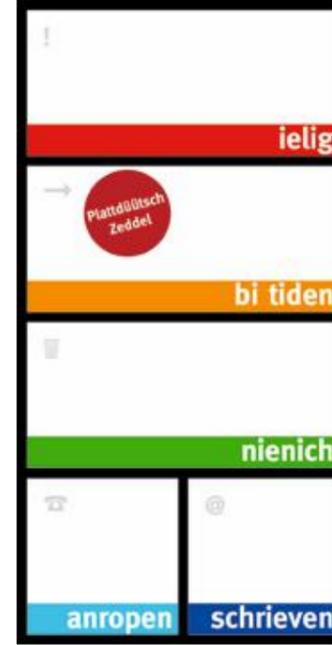 !
ielig
→
Plattdüütsch
Zeddel
bi tiden
nienich
@
anropen
schrieven